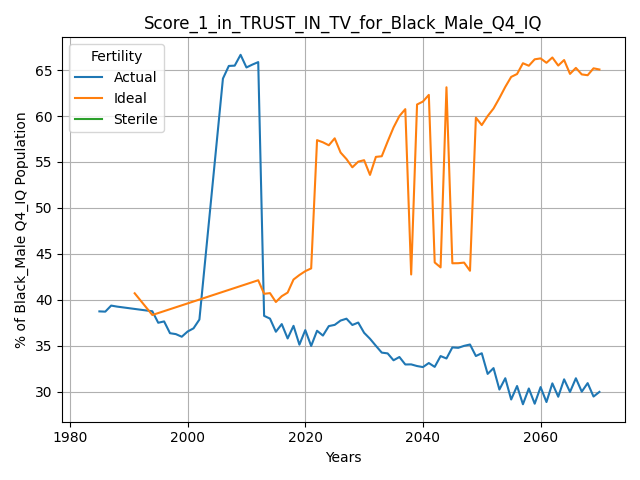 Score_1_in_TRUST_IN_TV_for_Black_Male_Q4_IQ
Fertility
Actual
Ideal
Sterile
% of Black_Male Q4_IQ Population
65
60
55
50
45
40
35
30
1980
2000
2020
2040
2060
Years